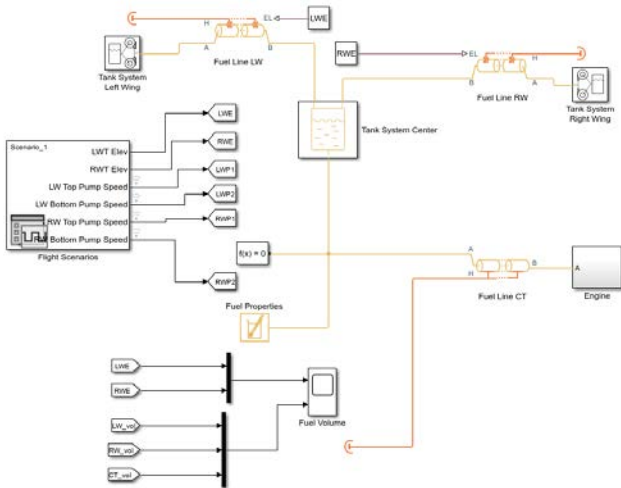 H
EL
LWE
A
B
Fuel Line LW
Tank System
Left Wing
RWE
EL
H
B
A
Fuel Line RW
Tank System
Right Wing
Tank System Center
Scenario_1
LWT Elev
RWT Elev
LW Top Pump Speed
LW Bottom Pump Speed
RW Top Pump Speed
RW Bottom Pump Speed
Flight Scenarios
LWE
RWE
LWP1
LWP2
RWP1
RWP2
f(x) = 0
A
H
B
Fuel Line CT
A
Engine
Fuel Properties
LWE
RWE
LW_vol
RW_vol
CT_vol
Fuel Volume